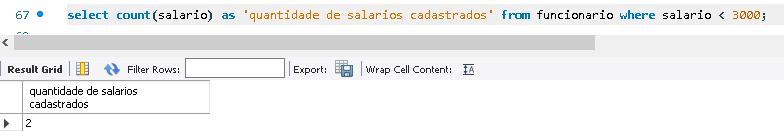 67 select count(salario) as 'quantidade de salarios cadastrados' from funcionario where salario < 3000;
Result Grid Filter Rows: Export: Wrap Cell Content:
quantidade de salarios
cadastrados
2